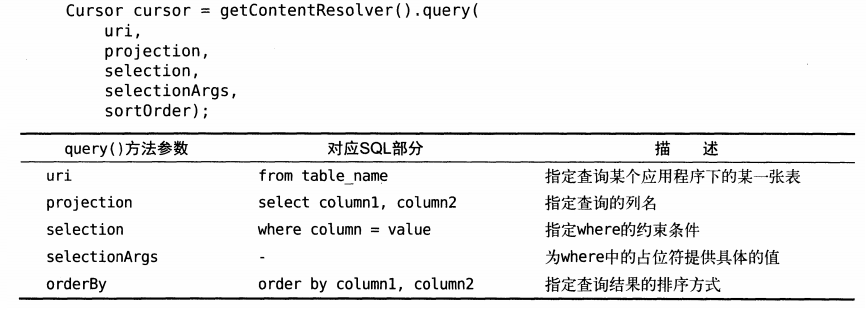 Cursor cursor = getContentResolver().query(
uri,
projection,
selection,
selectionArgs,
sortOrder);
query()方法参数 对应SQL部分 描 述
uri from table_name 指定查询某个应用程序下的某一张表
projection select column1, column2 指定查询的列名
selection where column = value 指定where的约束条件
selectionArgs - 为where中的占位符提供具体的值
orderBy order by column1, column2 指定查询结果的排序方式